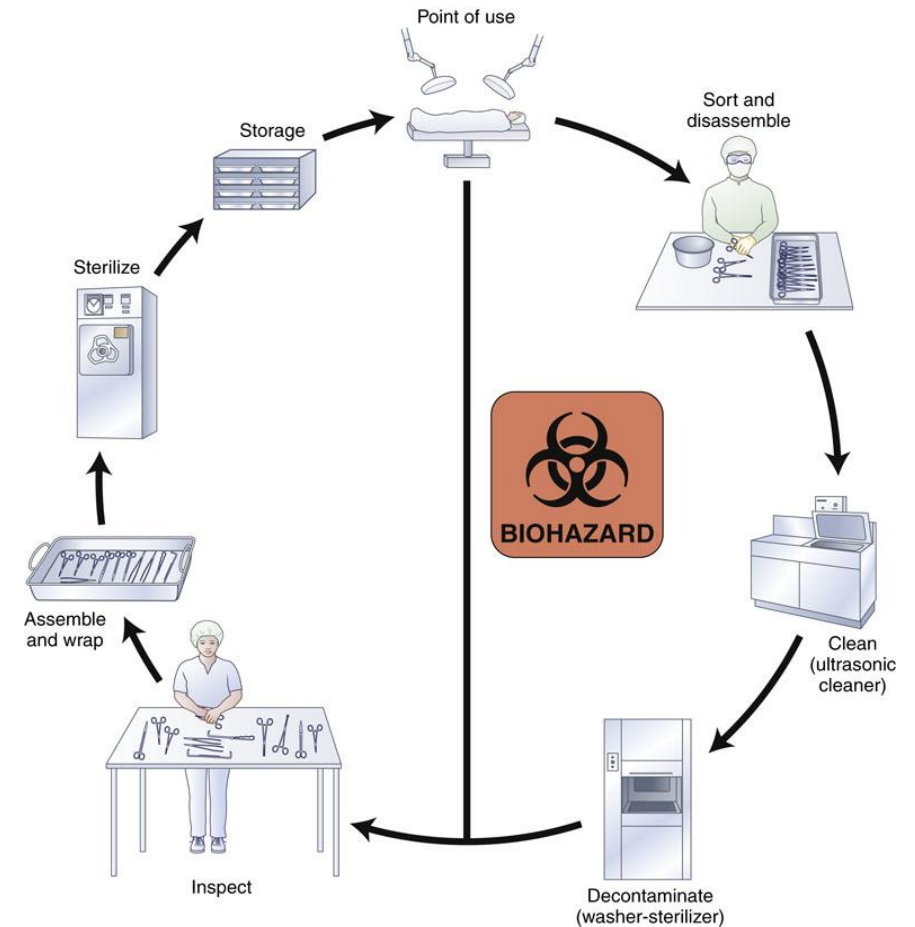 Point of use
Sort and
disassemble
Storage
Sterilize
BIOHAZARD
Assemble
and wrap
Clean
(ultrasonic
cleaner)
Inspect
Decontaminate
(washer-sterilizer)